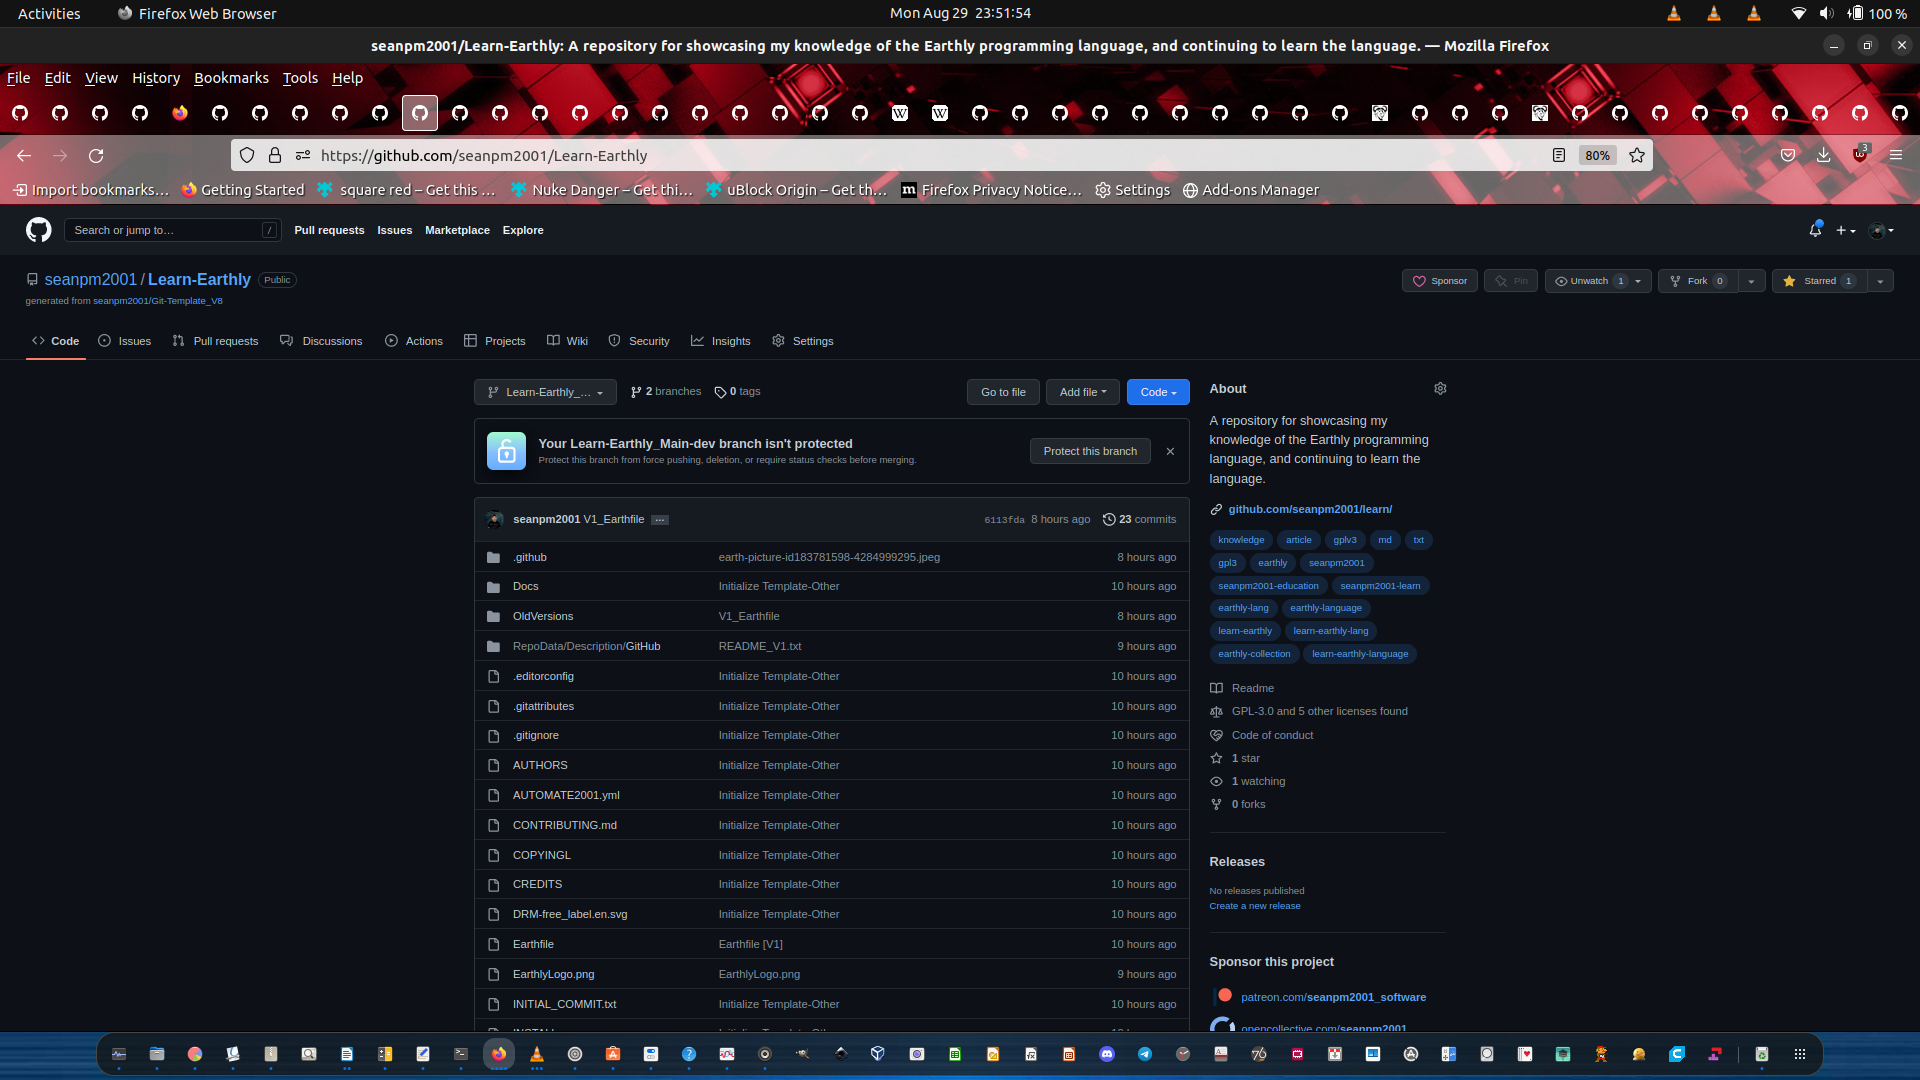 Activities
Firefox Web Browser
Mon Aug 29 23:51:54
100 %
seanpm2001/Learn-Earthly: A repository for showcasing my knowledge of the Earthly programming language, and continuing to learn the language. — Mozilla Firefox
File Edit View History Bookmarks Tools Help
https://github.com/seanpm2001/Learn-Earthly
80%
3
Import bookmarks… Getting Started square red – Get this … Nuke Danger – Get thi… uBlock Origin – Get th… Firefox Privacy Notice… Settings Add-ons Manager
Search or jump to… /
Pull requests Issues Marketplace Explore
seanpm2001 / Learn-Earthly Public
generated from seanpm2001/Git-Template_V8
Sponsor Pin Unwatch 1 Fork 0 Starred 1
Code Issues Pull requests Discussions Actions Projects Wiki Security Insights Settings
Learn-Earthly_… 2 branches 0 tags Go to file Add file Code
Your Learn-Earthly_Main-dev branch isn't protected
Protect this branch from force pushing, deletion, or require status checks before merging.
Protect this branch
seanpm2001 V1_Earthfile … 6113fda 8 hours ago 23 commits
.github earth-picture-id183781598-4284999295.jpeg 8 hours ago
Docs Initialize Template-Other 10 hours ago
OldVersions V1_Earthfile 8 hours ago
RepoData/Description/GitHub README_V1.txt 9 hours ago
.editorconfig Initialize Template-Other 10 hours ago
.gitattributes Initialize Template-Other 10 hours ago
.gitignore Initialize Template-Other 10 hours ago
AUTHORS Initialize Template-Other 10 hours ago
AUTOMATE2001.yml Initialize Template-Other 10 hours ago
CONTRIBUTING.md Initialize Template-Other 10 hours ago
COPYINGL Initialize Template-Other 10 hours ago
CREDITS Initialize Template-Other 10 hours ago
DRM-free_label.en.svg Initialize Template-Other 10 hours ago
Earthfile Earthfile [V1] 10 hours ago
EarthlyLogo.png EarthlyLogo.png 9 hours ago
INITIAL_COMMIT.txt Initialize Template-Other 10 hours ago
About
A repository for showcasing my
knowledge of the Earthly programming
language, and continuing to learn the
language.
github.com/seanpm2001/learn/
knowledge article gplv3 md txt
gpl3 earthly seanpm2001
seanpm2001-education seanpm2001-learn
earthly-lang earthly-language
learn-earthly learn-earthly-lang
earthly-collection learn-earthly-language
Readme
GPL-3.0 and 5 other licenses found
Code of conduct
1 star
1 watching
0 forks
Releases
No releases published
Create a new release
Sponsor this project
patreon.com/seanpm2001_software
opencollective.com/seanpm2001